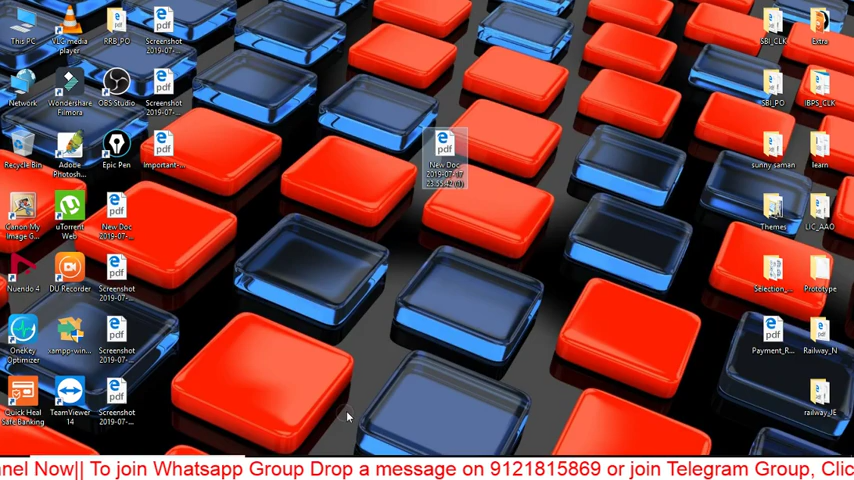 This PC
VLC media
player
RRB_PO
Screenshot
2019-07-...
Network
Wondershare
Filmora
OBS Studio
Screenshot
2019-07-...
Recycle Bin
Adobe
Photosh...
Epic Pen
Important-...
Canon My
Image G...
uTorrent
Web
New Doc
2019-07-...
Nuendo 4
DU Recorder
Screenshot
2019-07-...
OneKey
Optimizer
xampp-win...
Screenshot
2019-07-...
Quick Heal
Safe Banking
TeamViewer
14
Screenshot
2019-07-...
New Doc
2019-07-17
23.55.42 (1)
SBI_CLK
Extra
SBI_PO
IBPS_CLK
sunny saman
learn
Themes
LIC_AAO
Selection_...
Prototype
Payment_R...
Railway_N
railway_JE
nnel Now|| To join Whatsapp Group Drop a message on 9121815869 or join Telegram Group, Clic